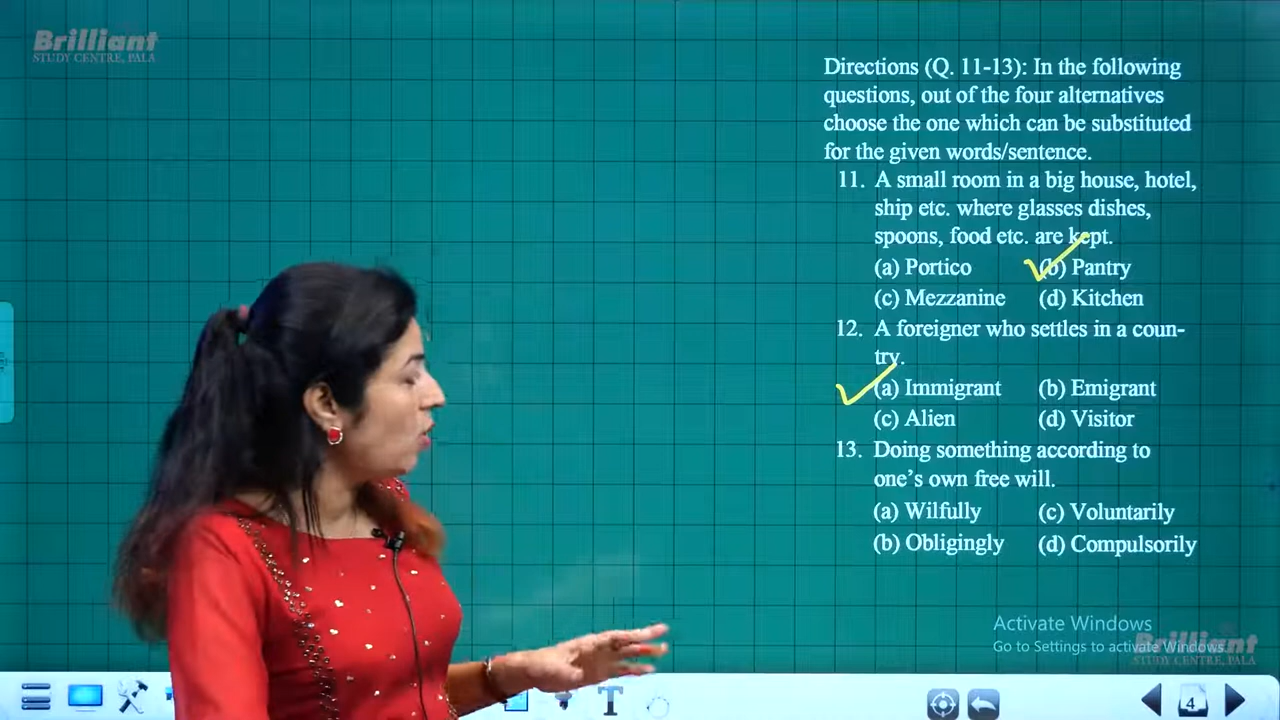 Brilliant
STUDY CENTRE, PALA
Directions (Q. 11-13): In the following
questions, out of the four alternatives
choose the one which can be substituted
for the given words/sentence.
11. A small room in a big house, hotel,
ship etc. where glasses dishes,
spoons, food etc. are kept.
(a) Portico (b) Pantry
(c) Mezzanine (d) Kitchen
12. A foreigner who settles in a coun-
try.
(a) Immigrant (b) Emigrant
(c) Alien (d) Visitor
13. Doing something according to
one's own free will.
(a) Wilfully (c) Voluntarily
(b) Obligingly (d) Compulsorily
Activate Windows
Go to Settings to activate Windows.
Brilliant
STUDY CENTRE, PALA
T
4